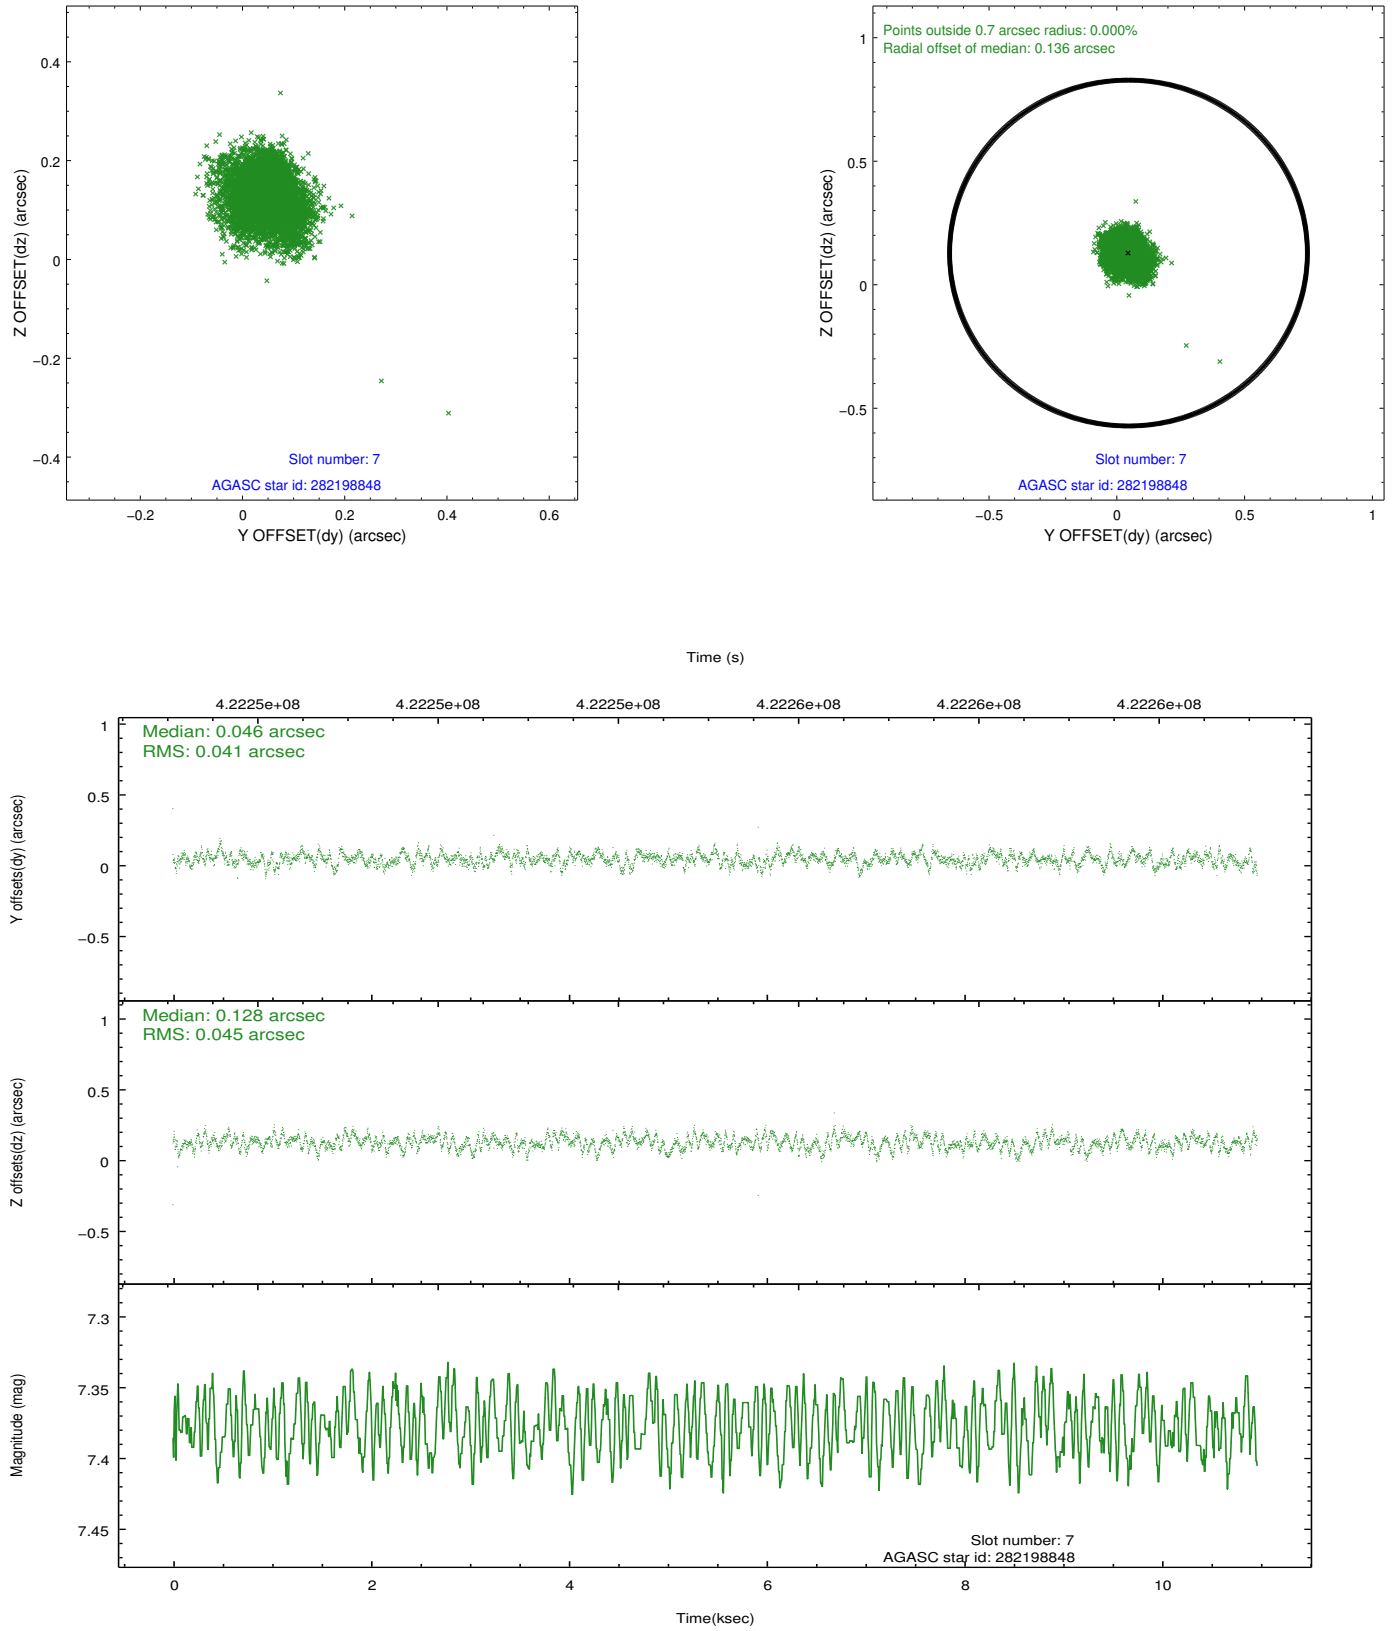 0.4
0.2
0
−0.2
−0.4
Z OFFSET(dz) (arcsec)
Slot number: 7
AGASC star id: 282198848
−0.2 0 0.2 0.4 0.6
Y OFFSET(dy) (arcsec)
Points outside 0.7 arcsec radius: 0.000%
Radial offset of median: 0.136 arcsec
1
0.5
0
−0.5
Z OFFSET(dz) (arcsec)
Slot number: 7
AGASC star id: 282198848
−0.5 0 0.5 1
Y OFFSET(dy) (arcsec)
Time (s)
4.2225e+08 4.2225e+08 4.2225e+08 4.2226e+08 4.2226e+08 4.2226e+08
Median: 0.046 arcsec
RMS: 0.041 arcsec
1
0.5
0
−0.5
Y offsets(dy) (arcsec)
Median: 0.128 arcsec
RMS: 0.045 arcsec
1
0.5
0
−0.5
Z offsets(dz) (arcsec)
7.3
7.35
7.4
7.45
Magnitude (mag)
Slot number: 7
AGASC star id: 282198848
0 2 4 6 8 10
Time(ksec)